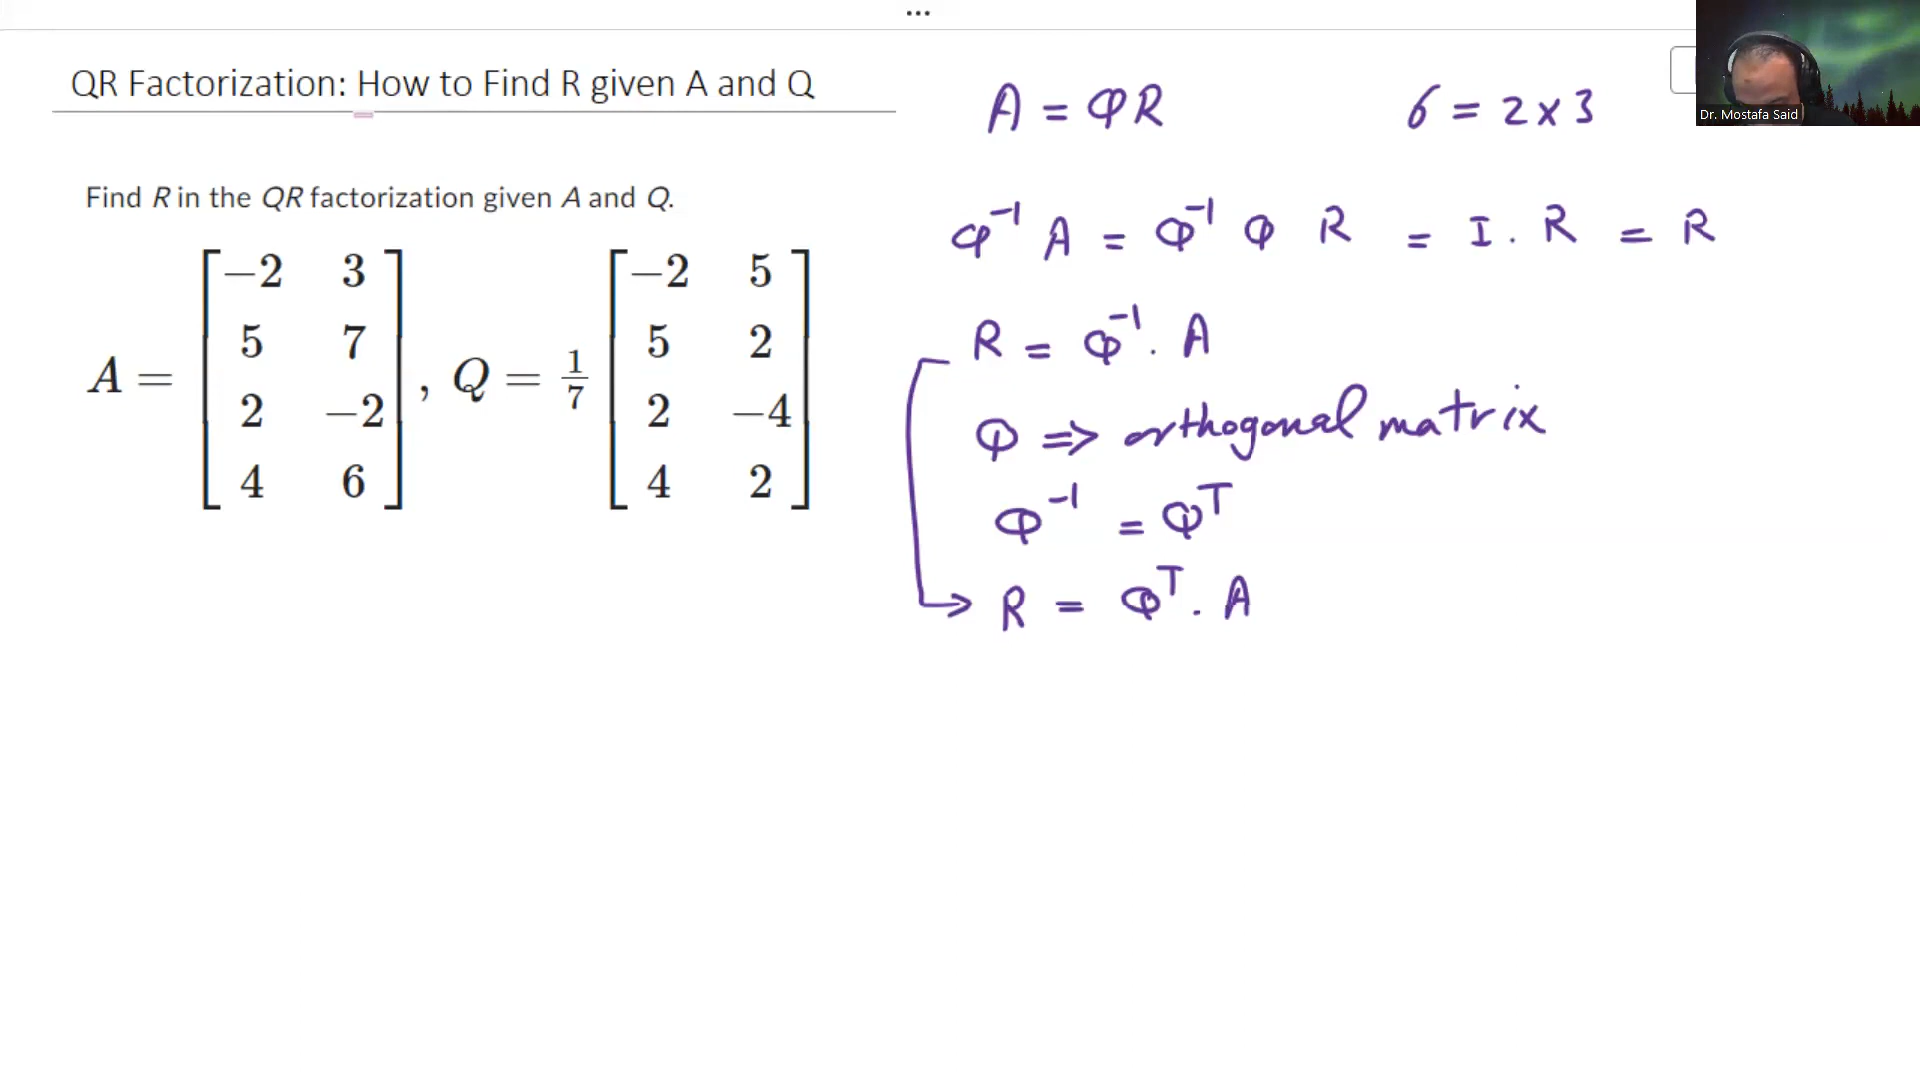 ...
QR Factorization: How to Find R given A and Q
A = QR
6 = 2 x 3
Dr. Mostafa Said
Find R in the QR factorization given A and Q.
Q⁻¹ A = Q⁻¹ Q R = I . R = R
A = [ −2 3
5 7
2 −2
4 6 ] , Q = 1/7 [ −2 5
5 2
2 −4
4 2 ]
R = Q⁻¹ . A
Q ⇒ orthogonal matrix
Q⁻¹ = Qᵀ
→ R = Qᵀ . A